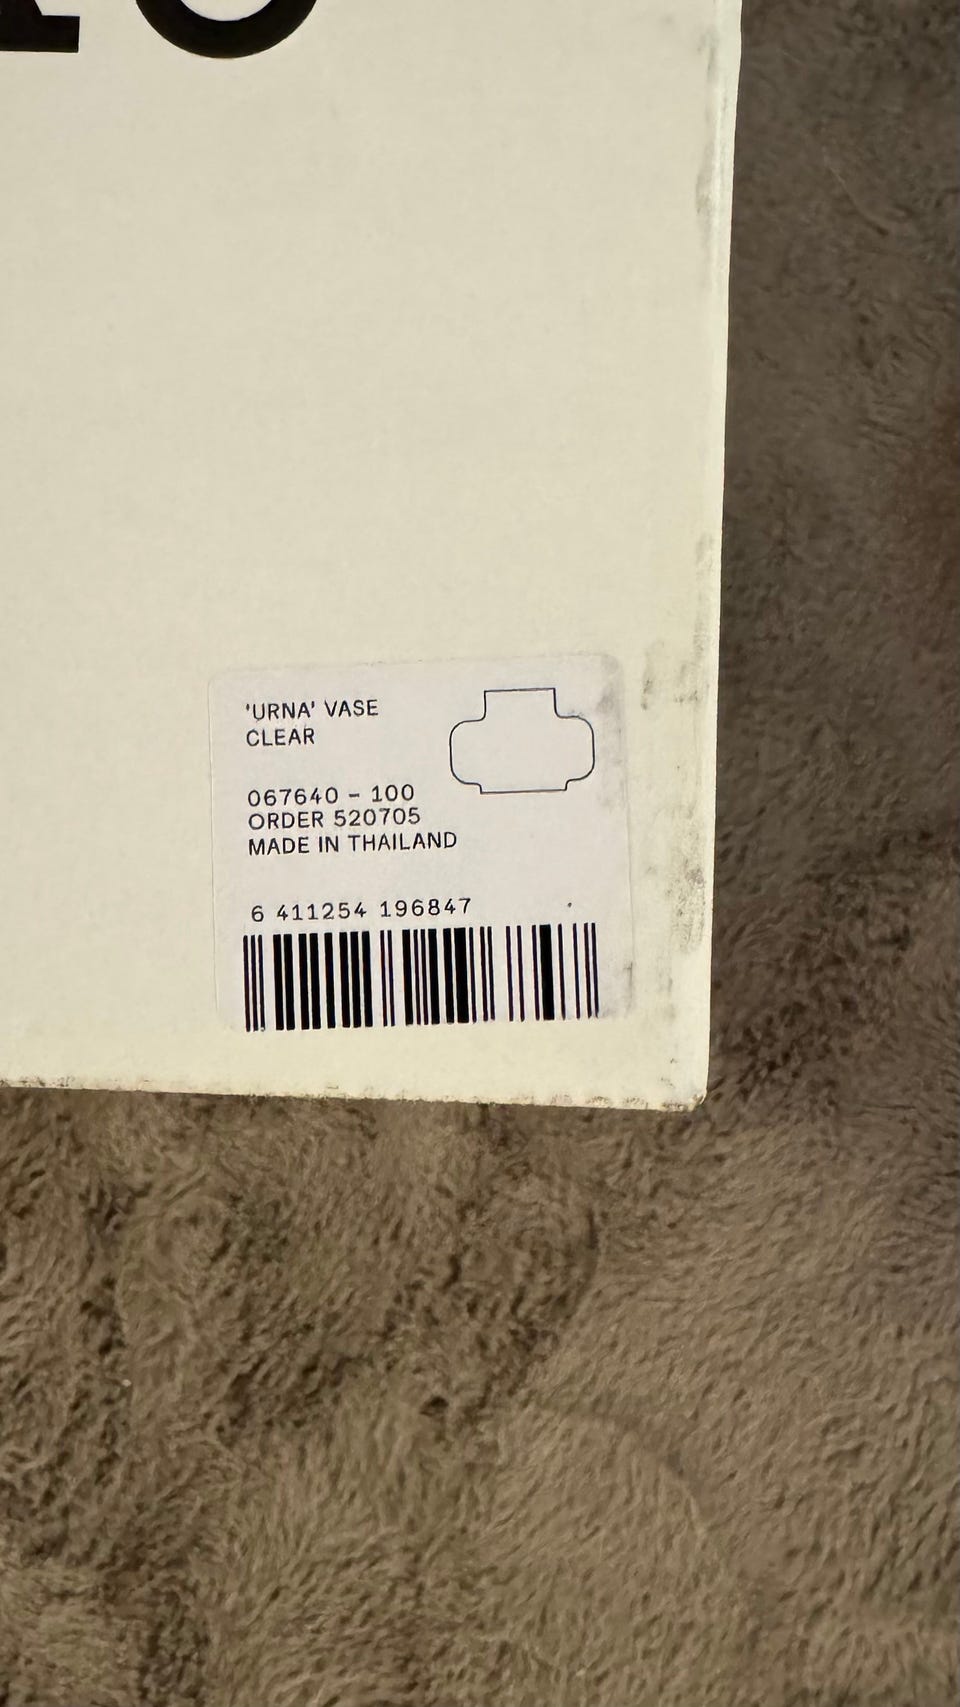 'URNA' VASE
CLEAR
067640 - 100
ORDER 520705
MADE IN THAILAND
6 411254 196847